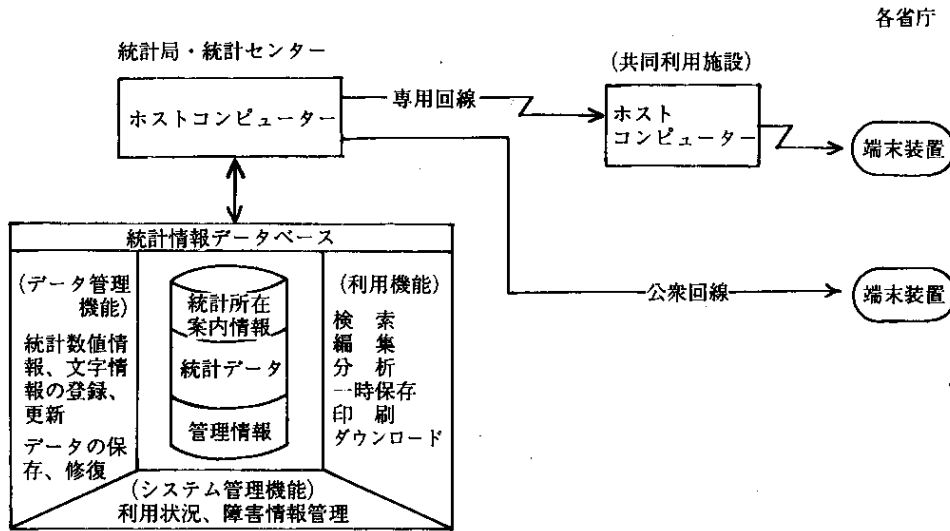 各省庁
統計局・統計センター
(共同利用施設)
ホストコンピューター
専用回線
ホスト
コンピューター
端末装置
統計情報データベース
(データ管理
機能)
統計数値情
報、文字情
報の登録、
更新
データの保
存、修復
統計所在
案内情報
統計データ
管理情報
(利用機能)
検 索
編 集
分 析
一時保存
印 刷
ダウンロード
公衆回線
端末装置
(システム管理機能)
利用状況、障害情報管理